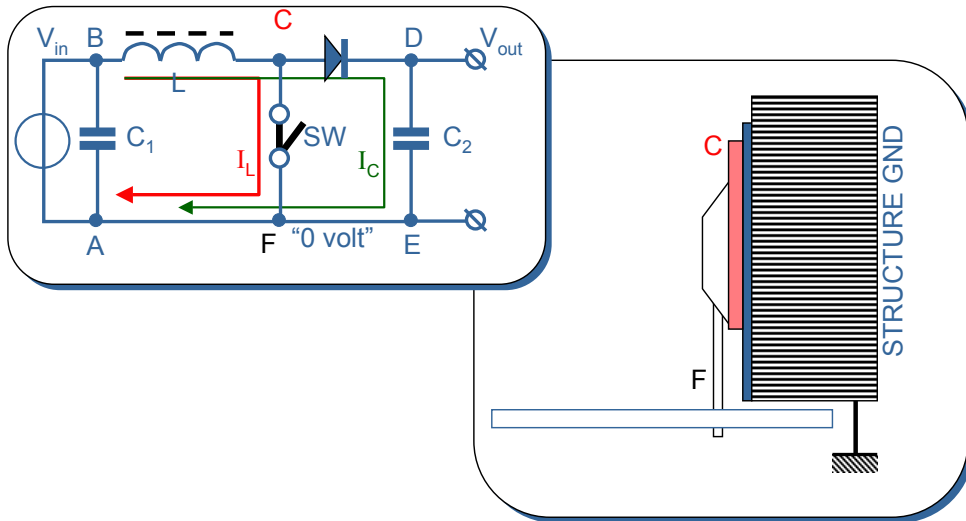 C
V_in B D V_out
L
C_1 SW C_2
I_L I_C
A F "0 volt" E
C
STRUCTURE GND
F